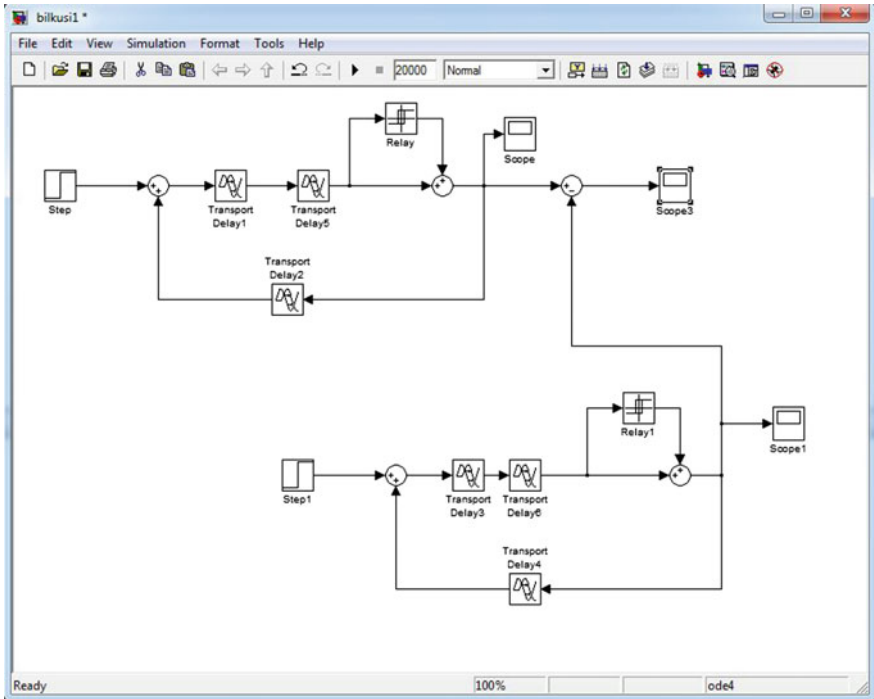 bilkusi1 *
File Edit View Simulation Format Tools Help
20000 Normal
Relay
Scope
Step
Transport
Delay1
Transport
Delay5
Scope3
Transport
Delay2
Relay1
Scope1
Step1
Transport
Delay3
Transport
Delay6
Transport
Delay4
Ready 100% ode4